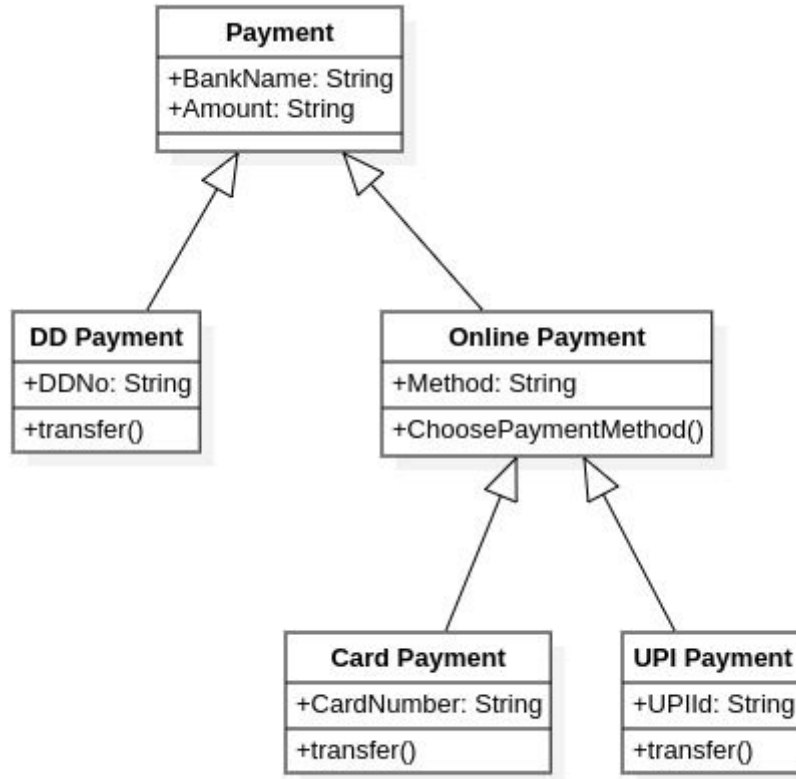 Payment
+BankName: String
+Amount: String
DD Payment
+DDNo: String
+transfer()
Online Payment
+Method: String
+ChoosePaymentMethod()
Card Payment
+CardNumber: String
+transfer()
UPI Payment
+UPIId: String
+transfer()